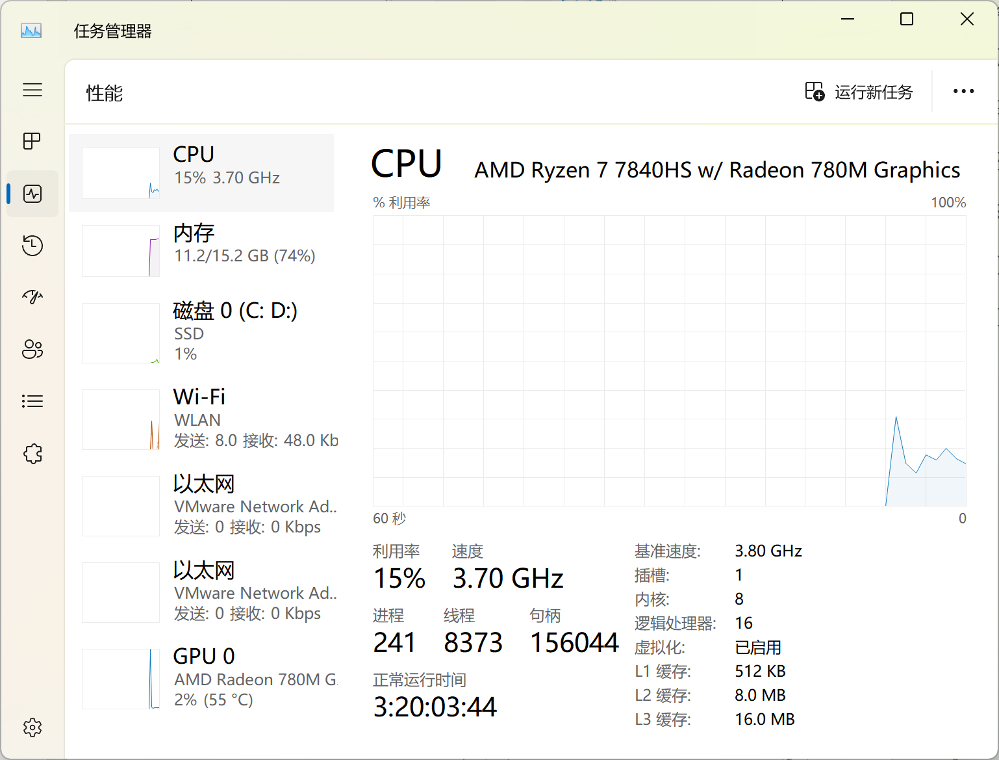 任务管理器
性能
运行新任务
CPU
15% 3.70 GHz
内存
11.2/15.2 GB (74%)
磁盘 0 (C: D:)
SSD
1%
Wi-Fi
WLAN
发送: 8.0 接收: 48.0 Kb
以太网
VMware Network Ad..
发送: 0 接收: 0 Kbps
以太网
VMware Network Ad..
发送: 0 接收: 0 Kbps
GPU 0
AMD Radeon 780M G.
2% (55 °C)
CPU AMD Ryzen 7 7840HS w/ Radeon 780M Graphics
% 利用率 100%
60 秒 0
利用率 速度
15% 3.70 GHz
进程 线程 句柄
241 8373 156044
正常运行时间
3:20:03:44
基准速度: 3.80 GHz
插槽: 1
内核: 8
逻辑处理器: 16
虚拟化: 已启用
L1 缓存: 512 KB
L2 缓存: 8.0 MB
L3 缓存: 16.0 MB